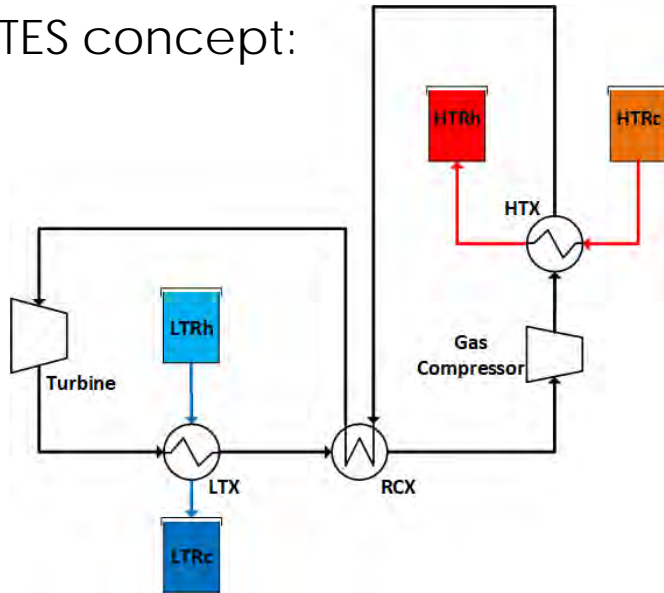 TES concept:
HTRh
HTRc
HTX
LTRh
Gas
Compressor
Turbine
LTX
RCX
LTRc